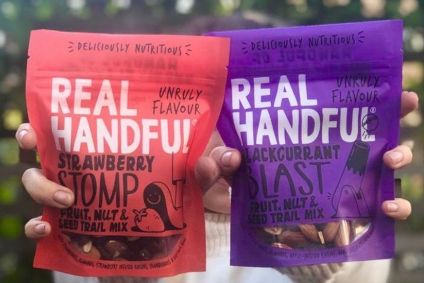 DELICIOUSLY NUTRITIOUS
REAL
HANDFUL
UNRULY
FLAVOUR
STRAWBERRY
STOMP
FRUIT, NUT &
SEED TRAIL MIX
DELICIOUSLY NUTRITIOUS
REAL
HANDFUL
UNRULY
FLAVOUR
BLACKCURRANT
BLAST
FRUIT, NUT &
SEED TRAIL MIX